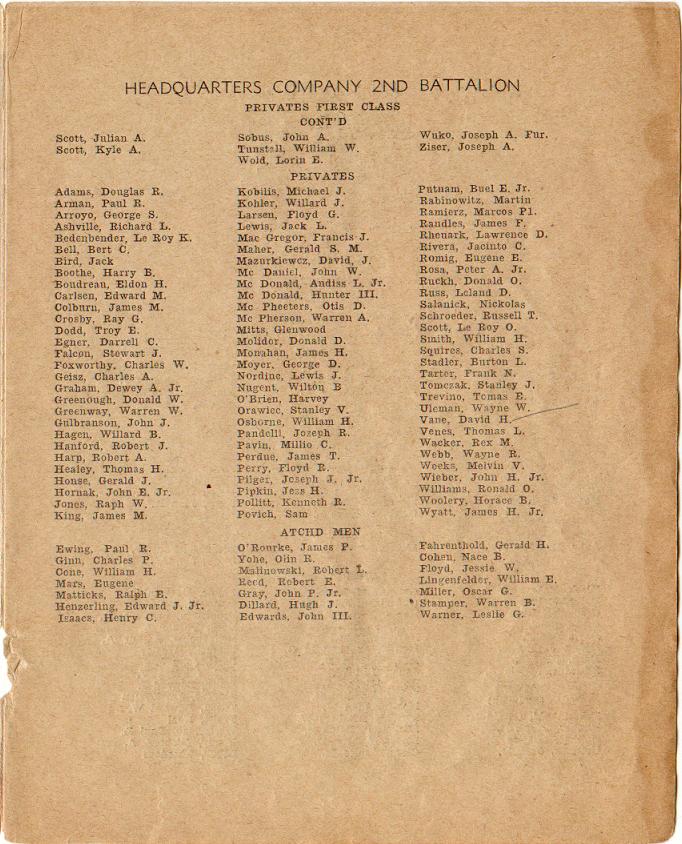 HEADQUARTERS COMPANY 2ND BATTALION
PRIVATES FIRST CLASS
CONT'D
Scott, Julian A.
Scott, Kyle A.
Sobus, John A.
Tunstall, William W.
Wold, Lorin E.
Wuko, Joseph A. Fur.
Ziser, Joseph A.
PRIVATES
Adams, Douglas R.
Arman, Paul R.
Arroyo, George S.
Ashville, Richard L.
Bedenbender, Le Roy K.
Bell, Bert C.
Bird, Jack
Boothe, Harry B.
Boudreau, Eldon H.
Carlsen, Edward M.
Colburn, James M.
Crosby, Ray G.
Dodd, Troy E.
Egner, Darrell C.
Falcon, Stewart J.
Foxworthy, Charles W.
Geisz, Charles A.
Graham, Dewey A. Jr.
Greenough, Donald W.
Greenway, Warren W.
Gulbranson, John J.
Hagen, Willard B.
Hanford, Robert J.
Harp, Robert A.
Healey, Thomas H.
House, Gerald J.
Hornak, John E. Jr.
Jones, Raph W.
King, James M.
Kobilis, Michael J.
Kohler, Willard J.
Larsen, Floyd G.
Lewis, Jack L.
Mac Gregor, Francis J.
Maher, Gerald S. M.
Mazurkiewcz, David, J.
Mc Daniel, John W.
Mc Donald, Andiss L. Jr.
Mc Donald, Hunter III.
Mc Pheeters, Otis D.
Mc Pherson, Warren A.
Mitts, Glenwood
Molidor, Donald D.
Monahan, James H.
Moyer, George D.
Nordine, Lewis J.
Nugent, Wilton B
O'Brien, Harvey
Orawiec, Stanley V.
Osborne, William H.
Pandelli, Jozeph R.
Pavin, Millio C.
Perdue, James T.
Perry, Floyd R.
Pilger, Joseph J. Jr.
Pipkin, Jess H.
Pollitt, Kenneth R.
Povich, Sam
Putnam, Buel E. Jr.
Rabinowitz, Martin
Ramierz, Marcos Pl.
Randles, James F.
Rheuark, Lawrence D.
Rivera, Jacinto C.
Romig, Eugene E.
Rosa, Peter A. Jr.
Ruckh, Donald O.
Russ, Leland D.
Salanick, Nickolas
Schroeder, Russell T.
Scott, Le Roy O.
Smith, William H.
Squires, Charles S.
Stadler, Burton L.
Tarter, Frank N.
Tomczak, Stanley J.
Trevino, Tomas E.
Uleman, Wayne W.
Vane, David H.
Venes, Thomas L.
Wacker, Rex M.
Webb, Wayne R.
Weeks, Melvin V.
Wieber, John H. Jr.
Williams, Ronald O.
Woolery, Horace B.
Wyatt, James H. Jr.
ATCHD MEN
Ewing, Paul R.
Ginn, Charles P.
Cone, William H.
Mars, Eugene
Matticks, Ralph E.
Henzerling, Edward J. Jr.
Isaacs, Henry C.
O'Rourke, James P.
Yohe, Olin R.
Malinowski, Robert L.
Reed, Robert E.
Gray, John P. Jr.
Dillard, Hugh J.
Edwards, John III.
Fahrenthold, Gerald H.
Cohen, Nace B.
Floyd, Jessie W.
Lingenfelder, William E.
Miller, Oscar G.
Stamper, Warren B.
Warner, Leslie G.